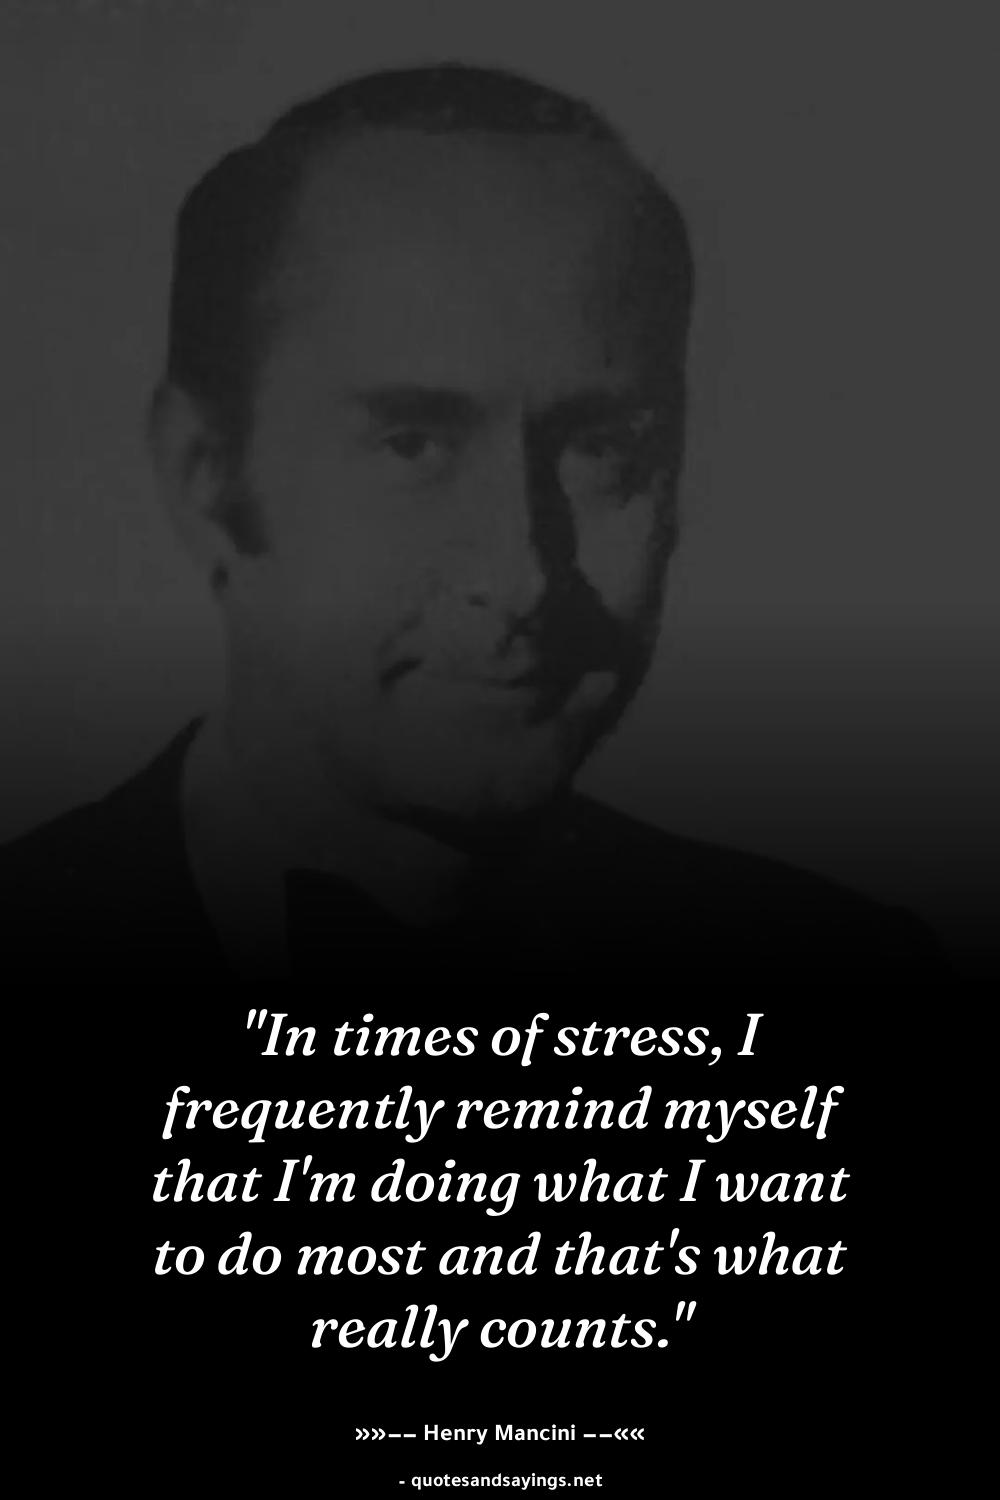 "In times of stress, I
frequently remind myself
that I'm doing what I want
to do most and that's what
really counts."
»»−− Henry Mancini −−««
- quotesandsayings.net